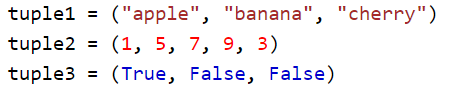 tuple1 = ("apple", "banana", "cherry")
tuple2 = (1, 5, 7, 9, 3)
tuple3 = (True, False, False)